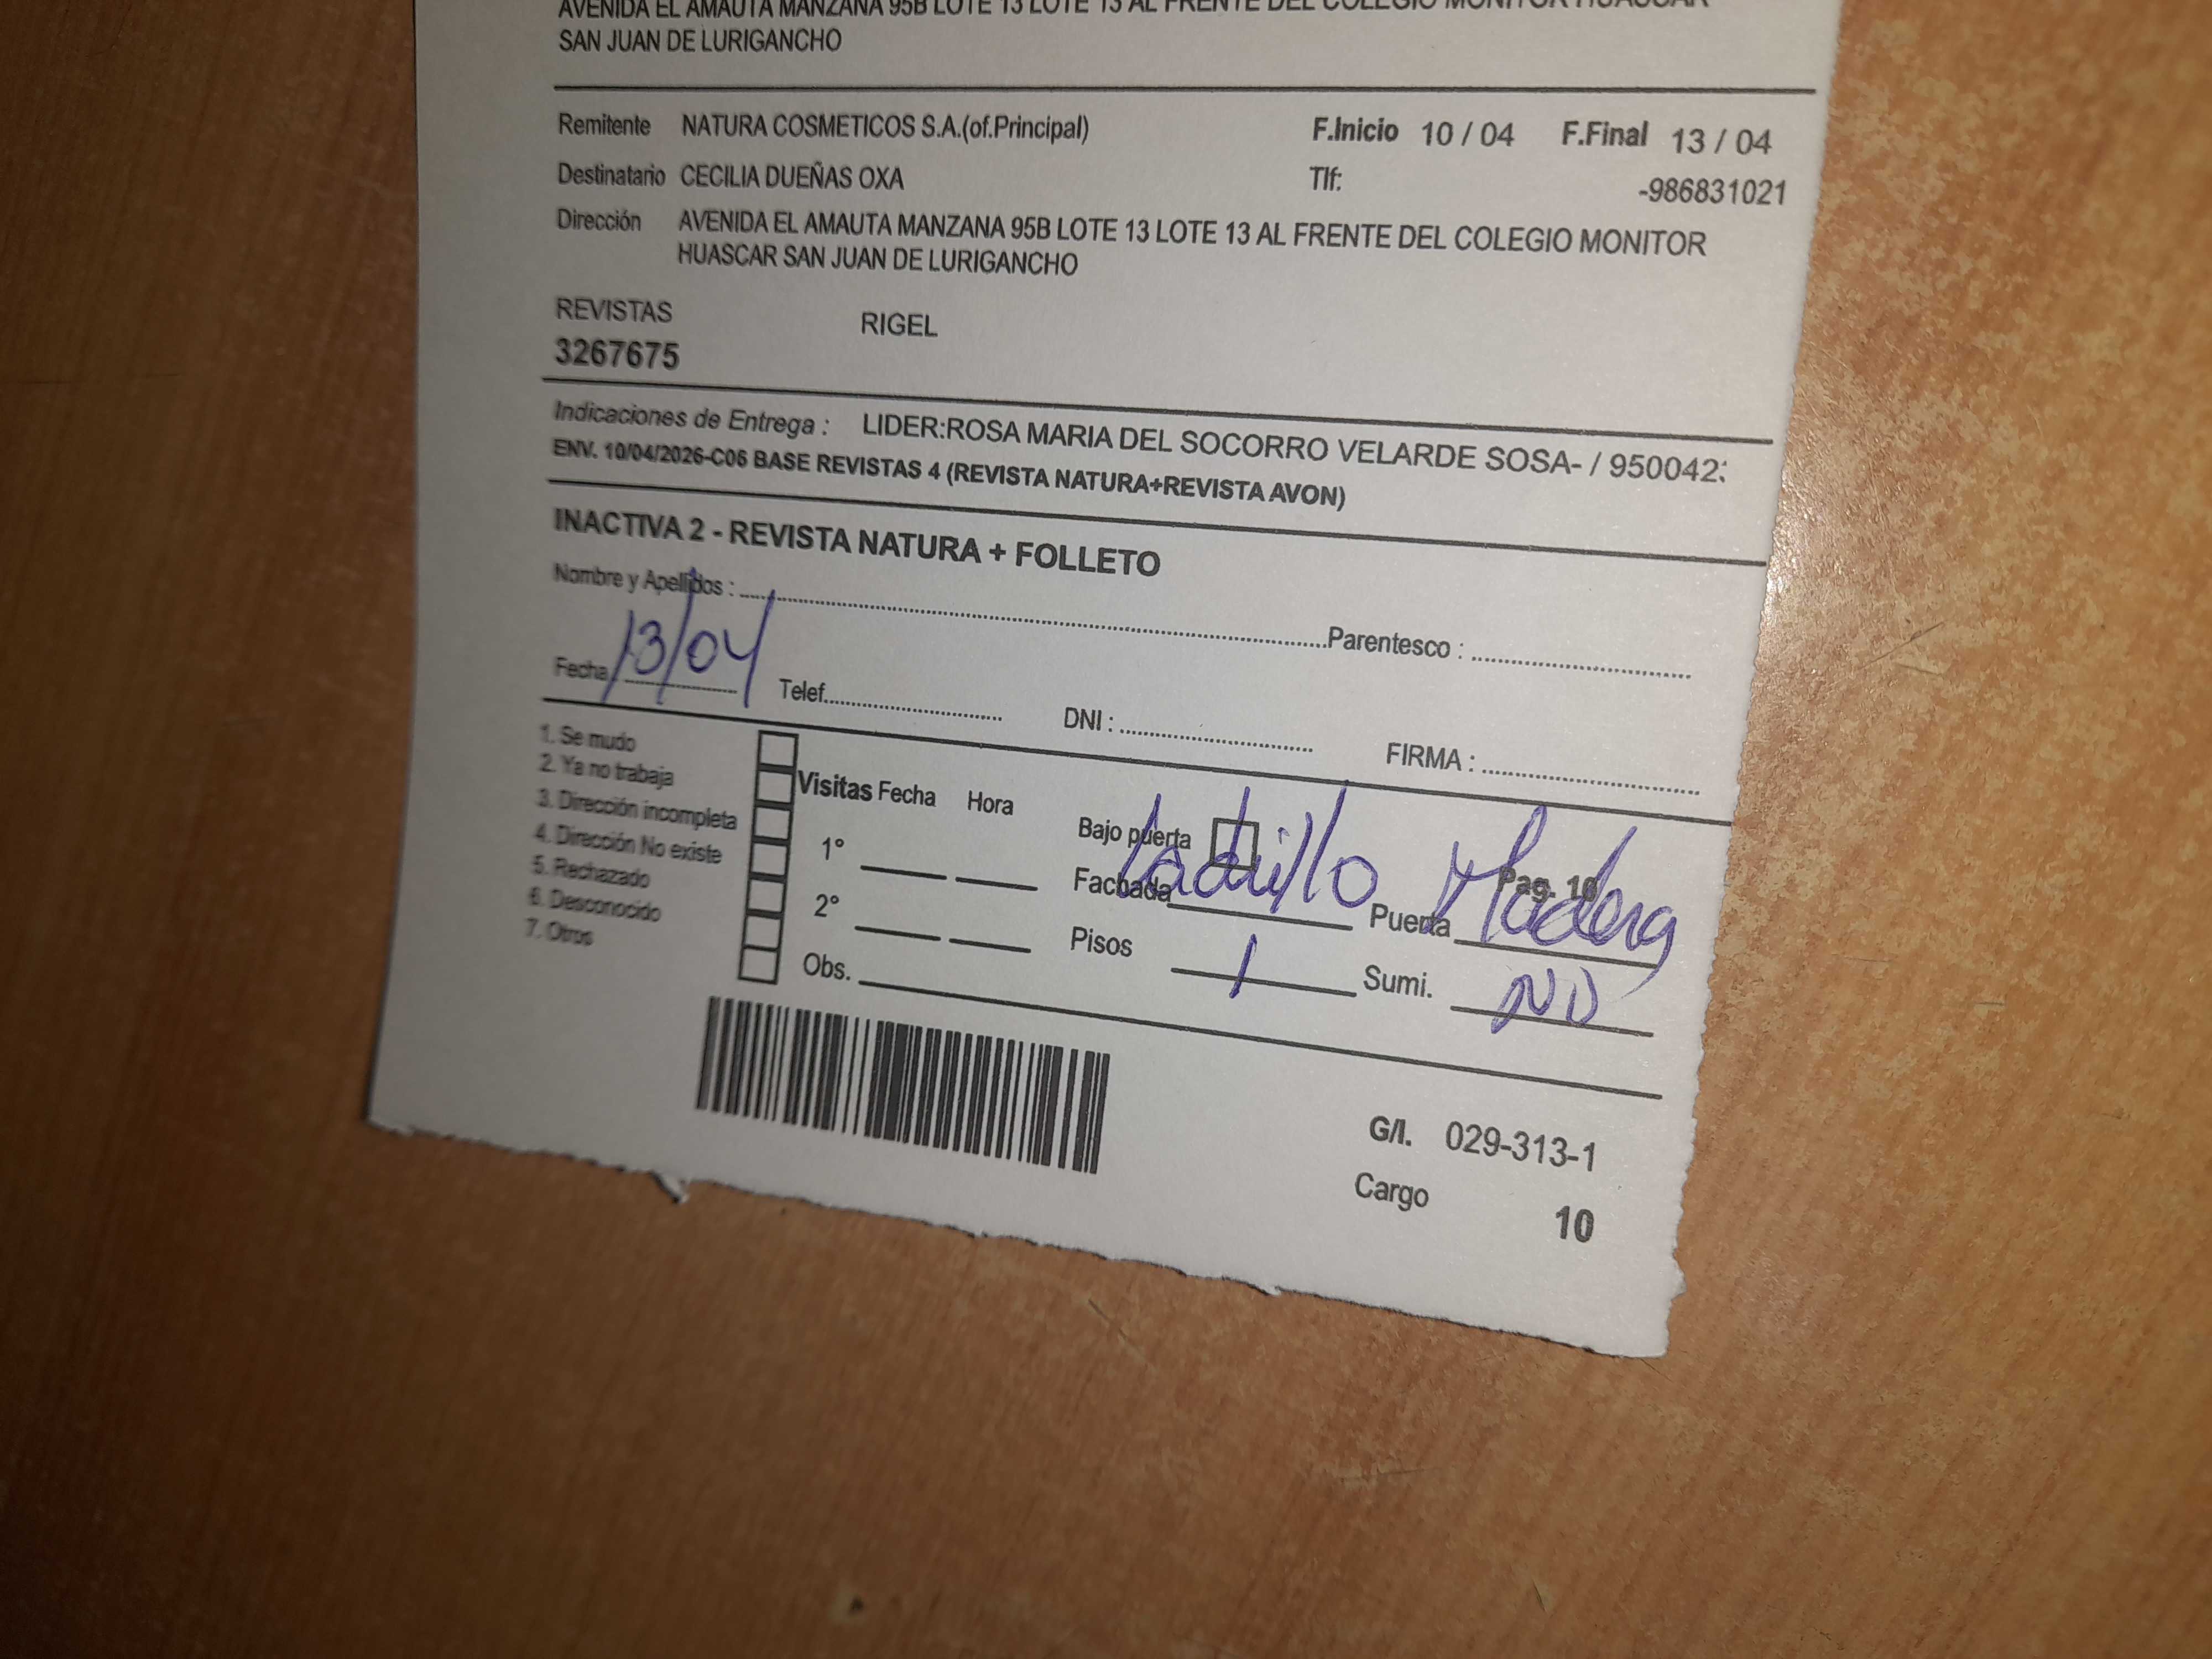 AVENIDA EL AMAUTA MANZANA 95B LOTE 13 LOTE 13 AL FRENTE DEL COLEGIO MONITOR HUASCAR
SAN JUAN DE LURIGANCHO
Remitente NATURA COSMETICOS S.A.(of.Principal) F.Inicio 10 / 04 F.Final 13 / 04
Destinatario CECILIA DUEÑAS OXA Tlf: -986831021
Dirección AVENIDA EL AMAUTA MANZANA 95B LOTE 13 LOTE 13 AL FRENTE DEL COLEGIO MONITOR
HUASCAR SAN JUAN DE LURIGANCHO
REVISTAS RIGEL
3267675
Indicaciones de Entrega : LIDER:ROSA MARIA DEL SOCORRO VELARDE SOSA- / 950042
ENV. 10/04/2026-C05 BASE REVISTAS 4 (REVISTA NATURA+REVISTA AVON)
INACTIVA 2 - REVISTA NATURA + FOLLETO
Nombre y Apellidos : Parentesco :
Fecha 13/04 Telef. DNI : FIRMA :
1. Se mudo
2. Ya no trabaja
3. Dirección incompleta
4. Dirección No existe
5. Rechazado
6. Desconocido
7. Otros
Visitas Fecha Hora
1°
2°
Obs.
Bajo puerta Pag. 10
Fachada Ladrillo Puerta Madera
Pisos 1 Sumi. NO
G/I. 029-313-1
Cargo 10